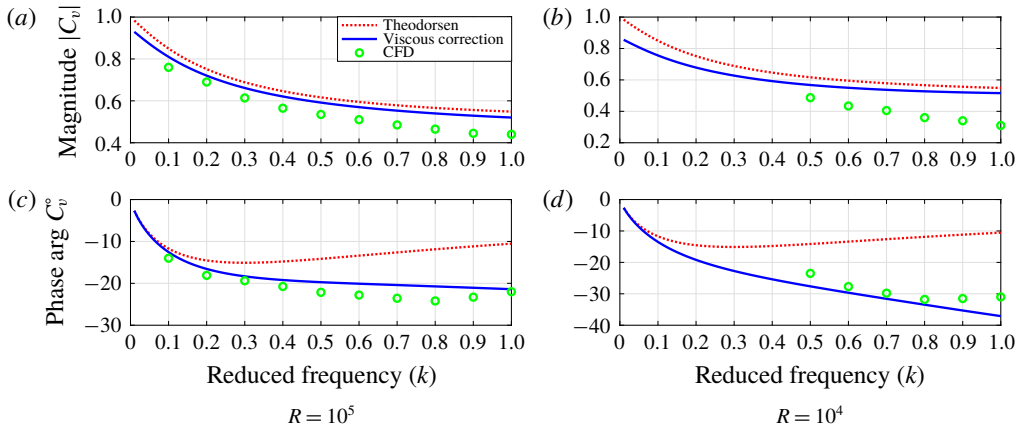 (a)
Magnitude |C_v|
1.0
0.8
0.6
0.4
0 0.1 0.2 0.3 0.4 0.5 0.6 0.7 0.8 0.9 1.0
Theodorsen
Viscous correction
CFD
(b)
1.0
0.8
0.6
0.4
0.2
0 0.1 0.2 0.3 0.4 0.5 0.6 0.7 0.8 0.9 1.0
(c)
Phase arg C_v°
0
−10
−20
−30
0 0.1 0.2 0.3 0.4 0.5 0.6 0.7 0.8 0.9 1.0
Reduced frequency (k)
R = 10⁵
(d)
0
−10
−20
−30
−40
0 0.1 0.2 0.3 0.4 0.5 0.6 0.7 0.8 0.9 1.0
Reduced frequency (k)
R = 10⁴